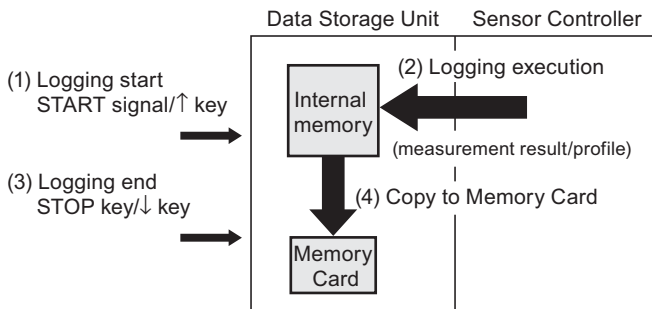 Data Storage Unit
Sensor Controller
(1) Logging start
START signal/↑ key
(2) Logging execution
Internal
memory
(measurement result/profile)
(3) Logging end
STOP key/↓ key
(4) Copy to Memory Card
Memory
Card